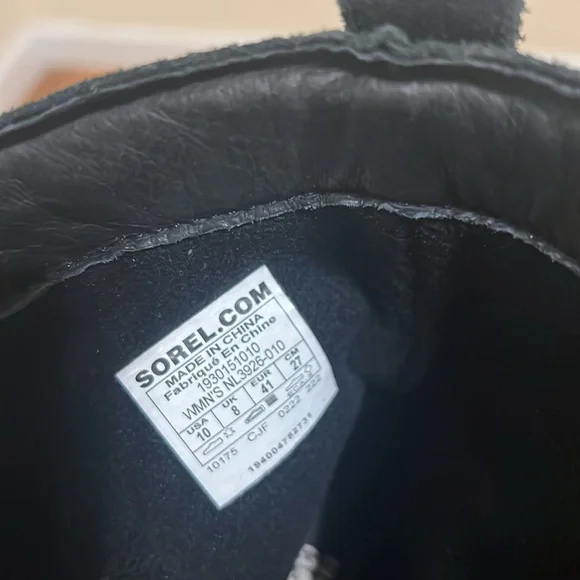 SOREL.COM
MADE IN CHINA
Fabriqué En Chine
1930151010
WMN'S NL3926-010
USA UK EUR CM
10 8 41 27
10175 CJF 0222 222
194004782731